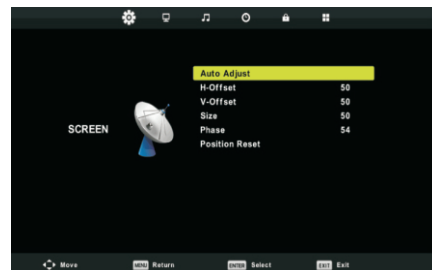 Auto Adjust
H-Offset 50
V-Offset 50
Size 50
Phase 54
Position Reset
SCREEN
Move MENU Return ENTER Select EXIT Exit